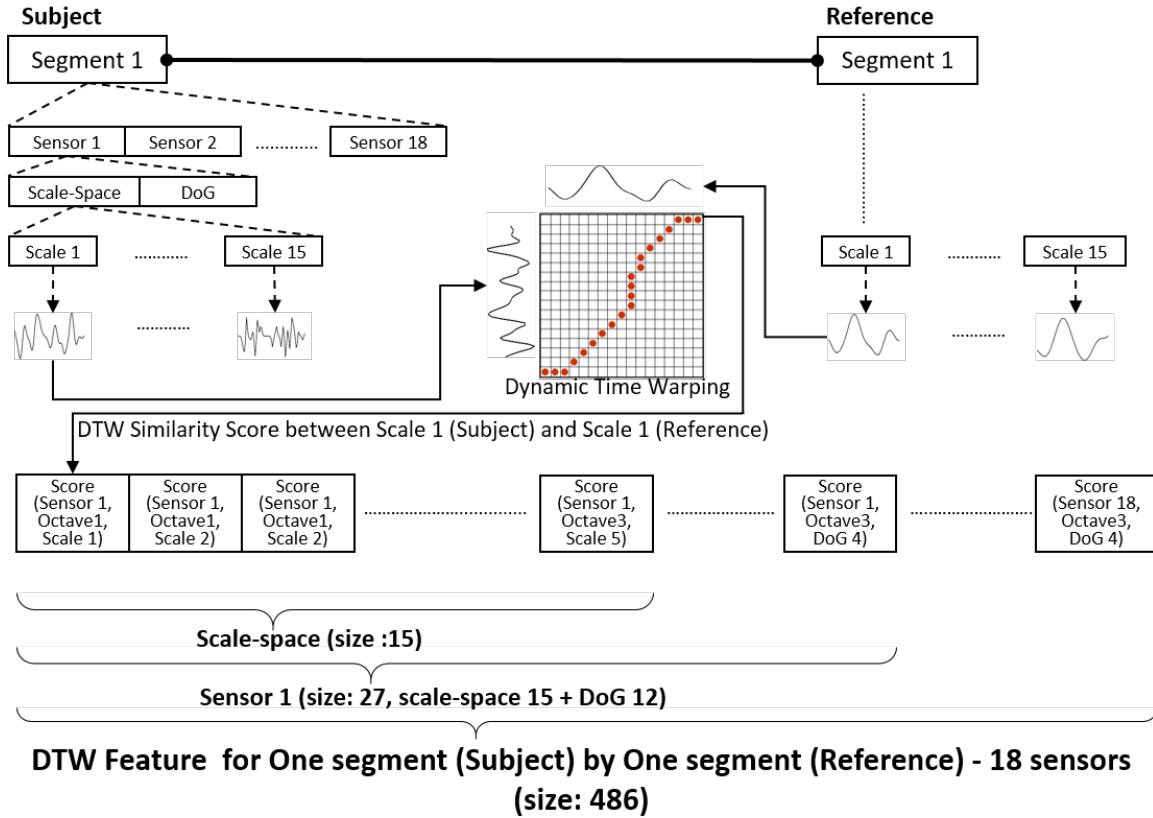 Subject
Reference
Segment 1
Segment 1
Sensor 1
Sensor 2
Sensor 18
Scale-Space
DoG
Scale 1
Scale 15
Scale 1
Scale 15
Dynamic Time Warping
DTW Similarity Score between Scale 1 (Subject) and Scale 1 (Reference)
Score
(Sensor 1,
Octave1,
Scale 1)
Score
(Sensor 1,
Octave1,
Scale 2)
Score
(Sensor 1,
Octave1,
Scale 2)
Score
(Sensor 1,
Octave3,
Scale 5)
Score
(Sensor 1,
Octave3,
DoG 4)
Score
(Sensor 18,
Octave3,
DoG 4)
Scale-space (size :15)
Sensor 1 (size: 27, scale-space 15 + DoG 12)
DTW Feature for One segment (Subject) by One segment (Reference) - 18 sensors
(size: 486)